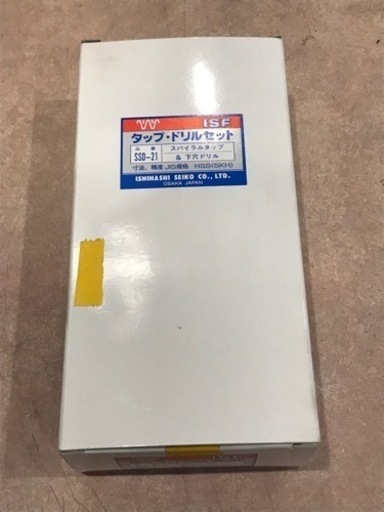 ISF
タップ・ドリルセット
品番 SSD-21 スパイラルタップ
& 下穴ドリル
寸法、精度 JIS規格 HSS(SKH)
ISHIHASHI SEIKO CO., LTD.
OSAKA JAPAN